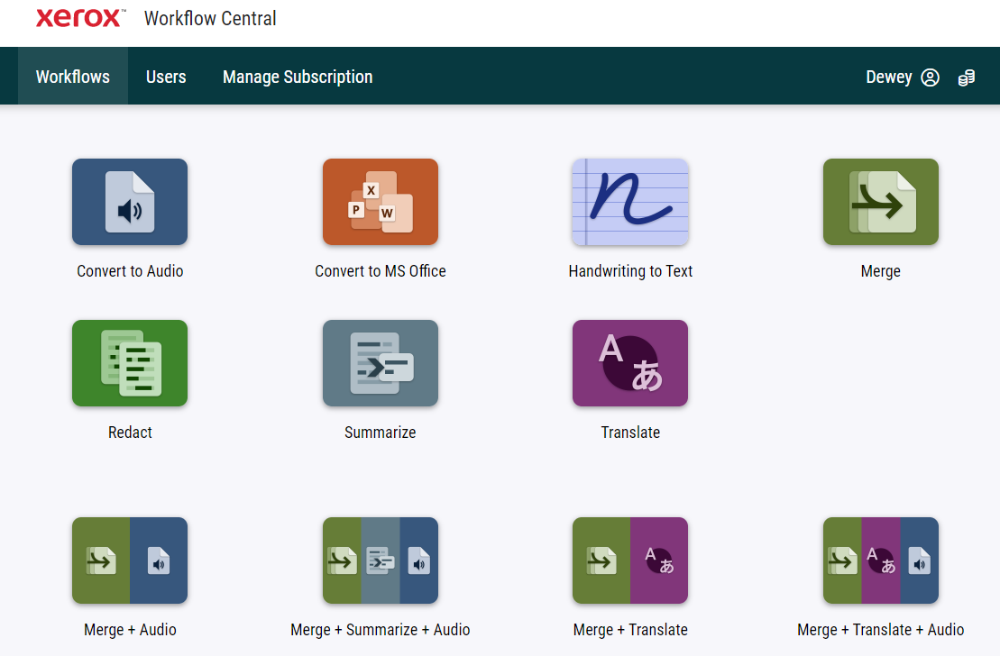 xerox™ Workflow Central
Workflows Users Manage Subscription Dewey
X
P W
n
Convert to Audio Convert to MS Office Handwriting to Text Merge
A
あ
Redact Summarize Translate
A
あ
A
あ
Merge + Audio Merge + Summarize + Audio Merge + Translate Merge + Translate + Audio